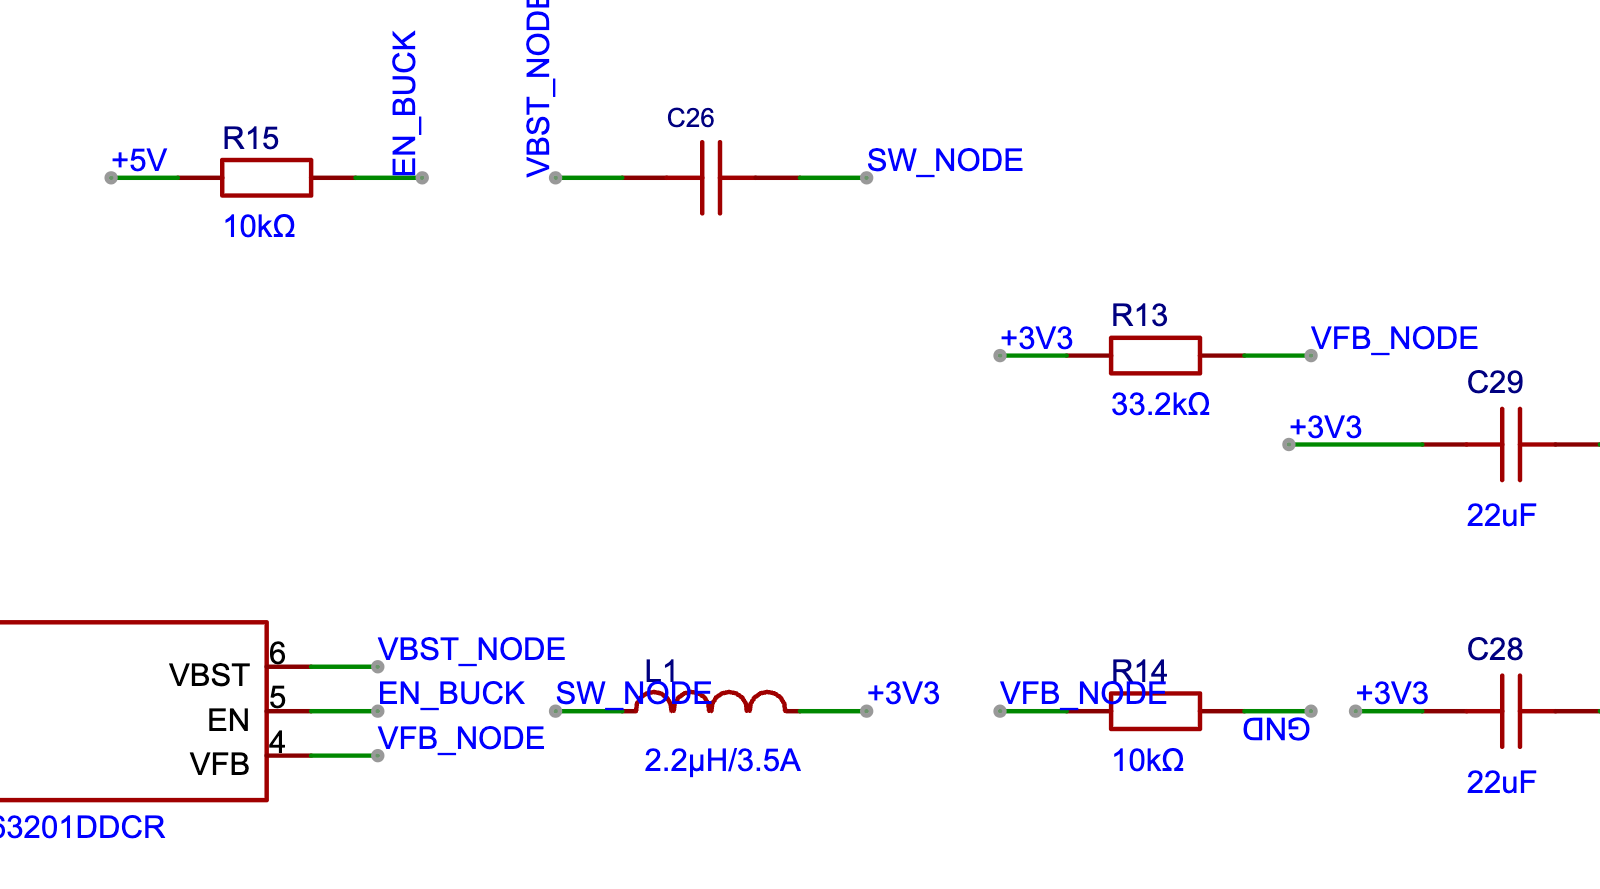 EN_BUCK
VBST_NODE
C26
R15
+5V
SW_NODE
10kΩ
R13
+3V3
VFB_NODE
C29
33.2kΩ
+3V3
22uF
6
VBST_NODE
VBST
L1
R14
C28
5
EN_BUCK
SW_NODE
+3V3
VFB_NODE
+3V3
EN
GND
4
VFB_NODE
VFB
2.2µH/3.5A
10kΩ
22uF
63201DDCR